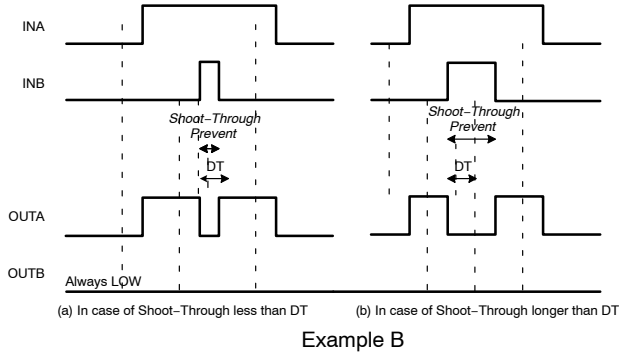 INA
INB
Shoot−Through
Prevent
DT
Shoot−Through
Prevent
DT
OUTA
OUTB
Always LOW
(a) In case of Shoot−Through less than DT
(b) In case of Shoot−Through longer than DT
Example B